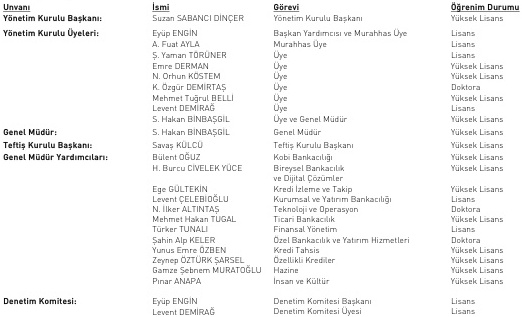 Unvanı İsmi Görevi Öğrenim Durumu
Yönetim Kurulu Başkanı: Suzan SABANCI DİNÇER Yönetim Kurulu Başkanı Yüksek Lisans
Yönetim Kurulu Üyeleri: Eyüp ENGİN Başkan Yardımcısı ve Murahhas Üye Lisans
A. Fuat AYLA Murahhas Üye Lisans
Ş. Yaman TÖRÜNER Üye Lisans
Emre DERMAN Üye Yüksek Lisans
N. Orhun KÖSTEM Üye Yüksek Lisans
K. Özgür DEMİRTAŞ Üye Doktora
Mehmet Tuğrul BELLİ Üye Yüksek Lisans
Levent DEMİRAĞ Üye Lisans
S. Hakan BİNBAŞGİL Üye ve Genel Müdür Yüksek Lisans
Genel Müdür: S. Hakan BİNBAŞGİL Genel Müdür Yüksek Lisans
Teftiş Kurulu Başkanı: Savaş KÜLCÜ Teftiş Kurulu Başkanı Yüksek Lisans
Genel Müdür Yardımcıları: Bülent OĞUZ Kobi Bankacılığı Yüksek Lisans
H. Burcu CİVELEK YÜCE Bireysel Bankacılık Yüksek Lisans
ve Dijital Çözümler
Ege GÜLTEKİN Kredi İzleme ve Takip Yüksek Lisans
Levent ÇELEBİOĞLU Kurumsal ve Yatırım Bankacılığı Lisans
N. İlker ALTINTAŞ Teknoloji ve Operasyon Doktora
Mehmet Hakan TUGAL Ticari Bankacılık Yüksek Lisans
Türker TUNALI Finansal Yönetim Lisans
Şahin Alp KELER Özel Bankacılık ve Yatırım Hizmetleri Doktora
Yunus Emre ÖZBEN Kredi Tahsis Yüksek Lisans
Zeynep ÖZTÜRK ŞARSEL Özellikli Krediler Yüksek Lisans
Gamze Şebnem MURATOĞLU Hazine Yüksek Lisans
Pınar ANAPA İnsan ve Kültür Yüksek Lisans
Denetim Komitesi: Eyüp ENGİN Denetim Komitesi Başkanı Lisans
Levent DEMİRAĞ Denetim Komitesi Üyesi Lisans